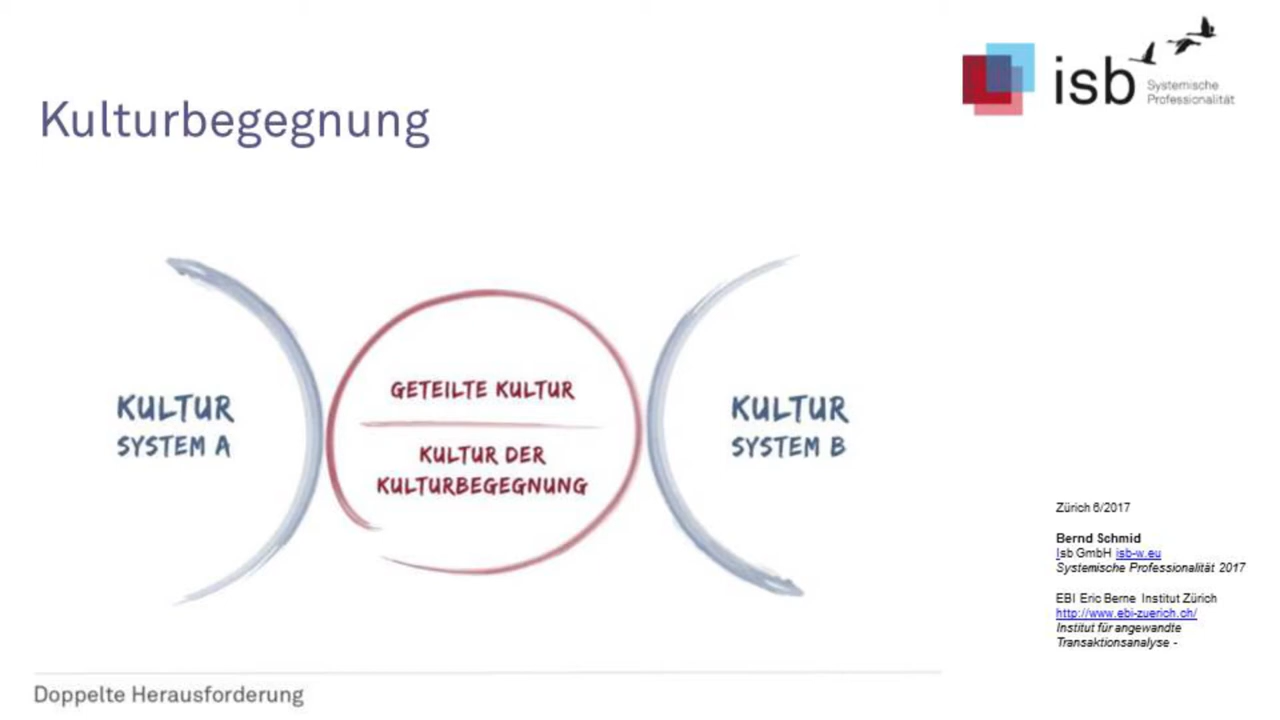 Kulturbegegnung
isb
Systemische
Professionalität
KULTUR
SYSTEM A
GETEILTE KULTUR
KULTUR DER
KULTURBEGEGNUNG
KULTUR
SYSTEM B
Zürich 6/2017
Bernd Schmid
Isb GmbH isb-w.eu
Systemische Professionalität 2017
EBI Eric Berne Institut Zürich
http://www.ebi-zuerich.ch/
Institut für angewandte
Transaktionsanalyse -
Doppelte Herausforderung